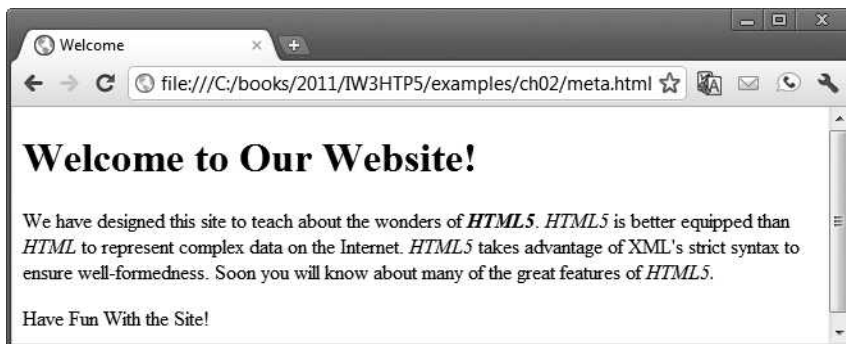 Welcome
file:///C:/books/2011/IW3HTP5/examples/ch02/meta.html
Welcome to Our Website!
We have designed this site to teach about the wonders of HTML5. HTML5 is better equipped than
HTML to represent complex data on the Internet. HTML5 takes advantage of XML's strict syntax to
ensure well-formedness. Soon you will know about many of the great features of HTML5.
Have Fun With the Site!